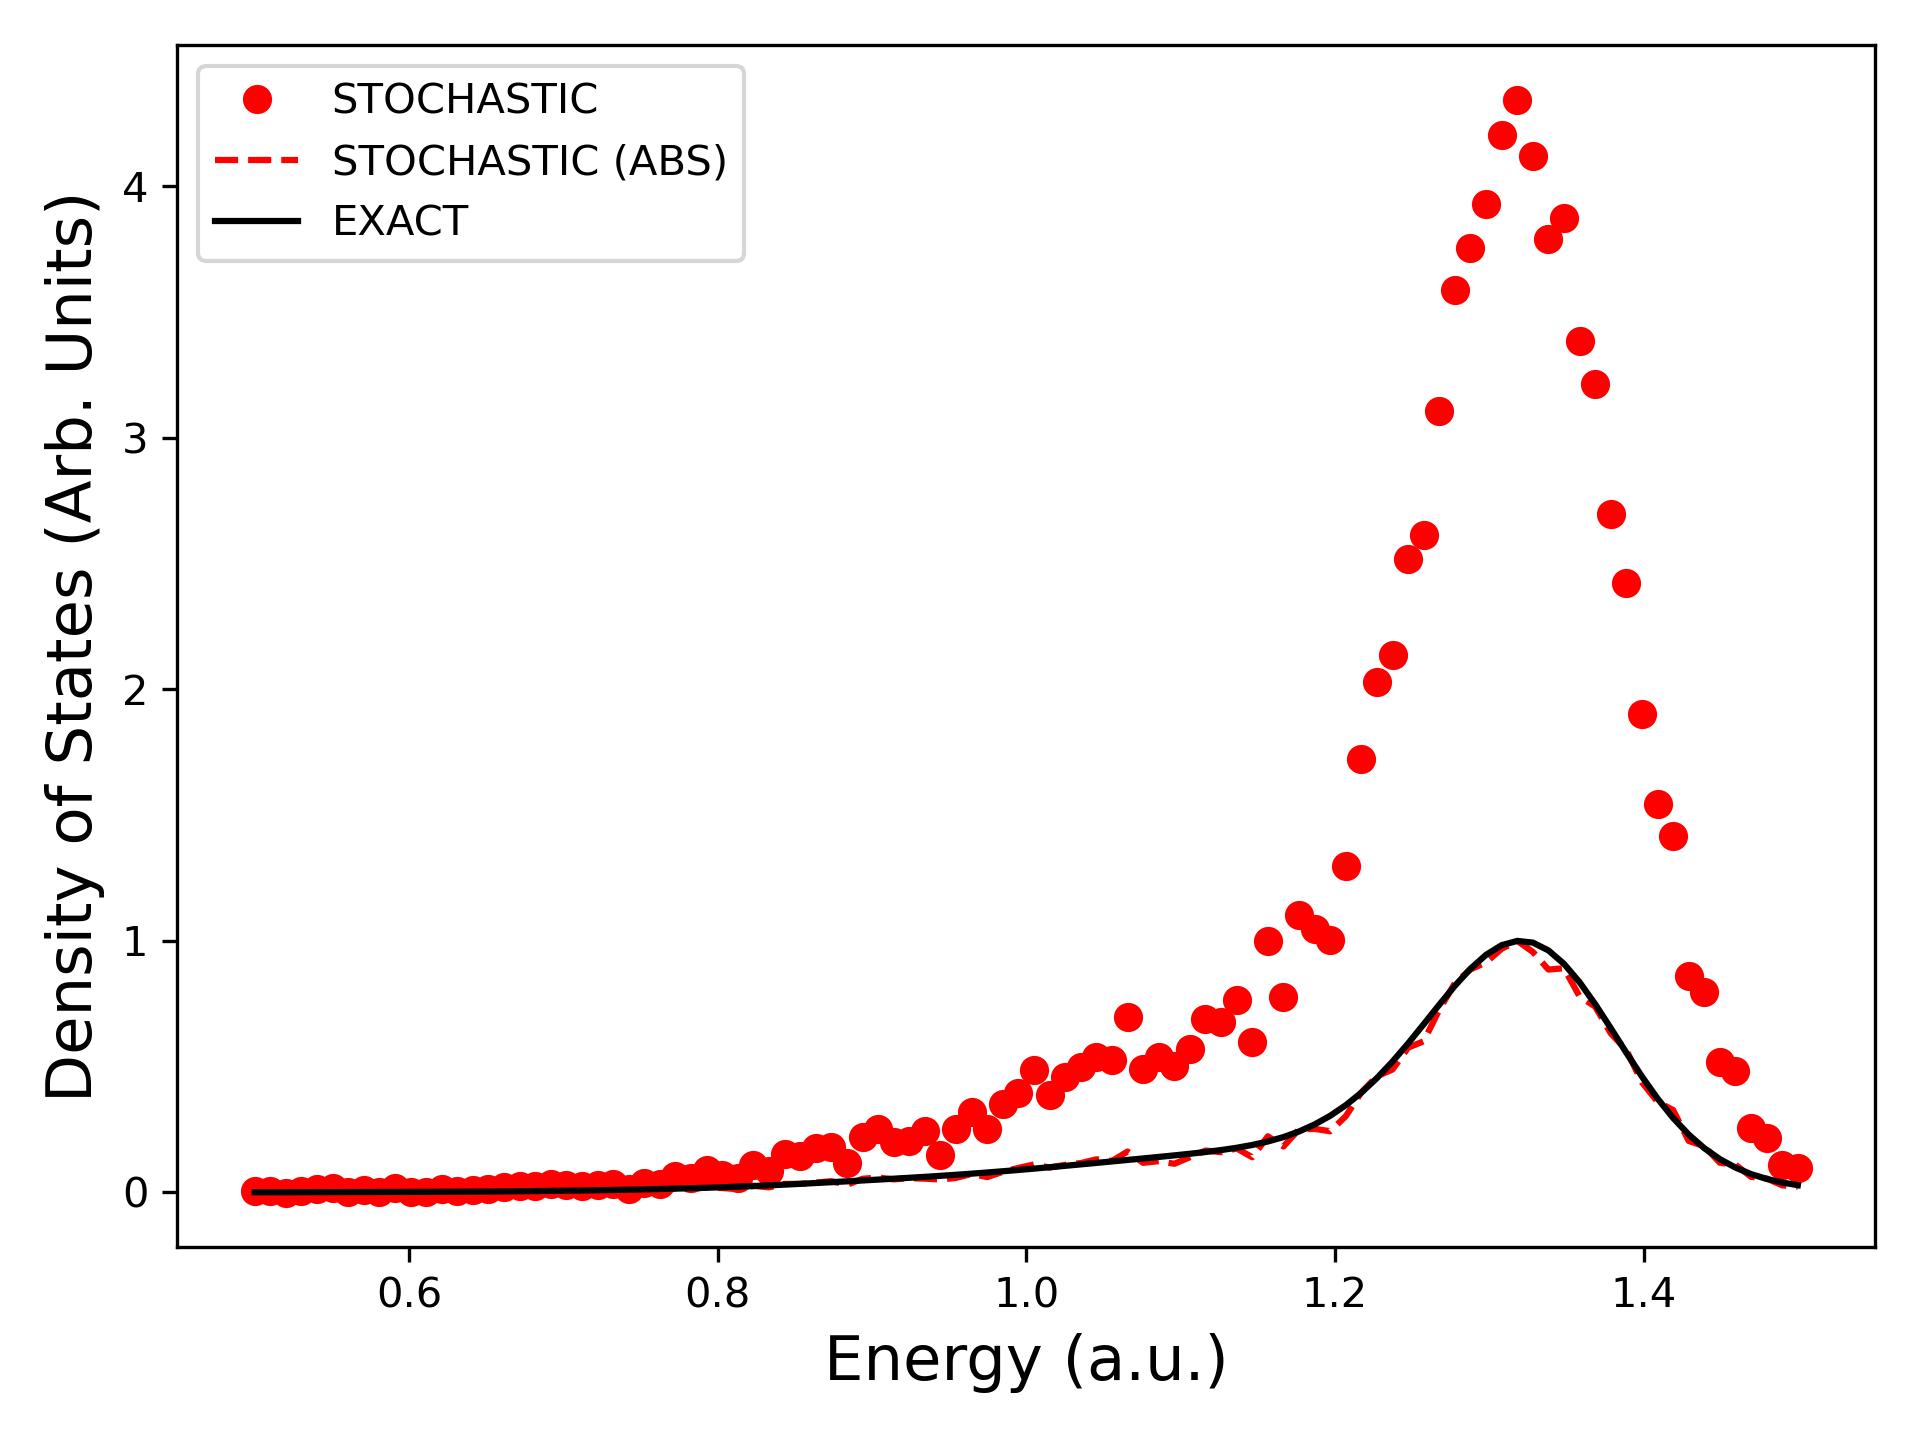 STOCHASTIC
STOCHASTIC (ABS)
EXACT
Density of States (Arb. Units)
4
3
2
1
0
0.6
0.8
1.0
1.2
1.4
Energy (a.u.)